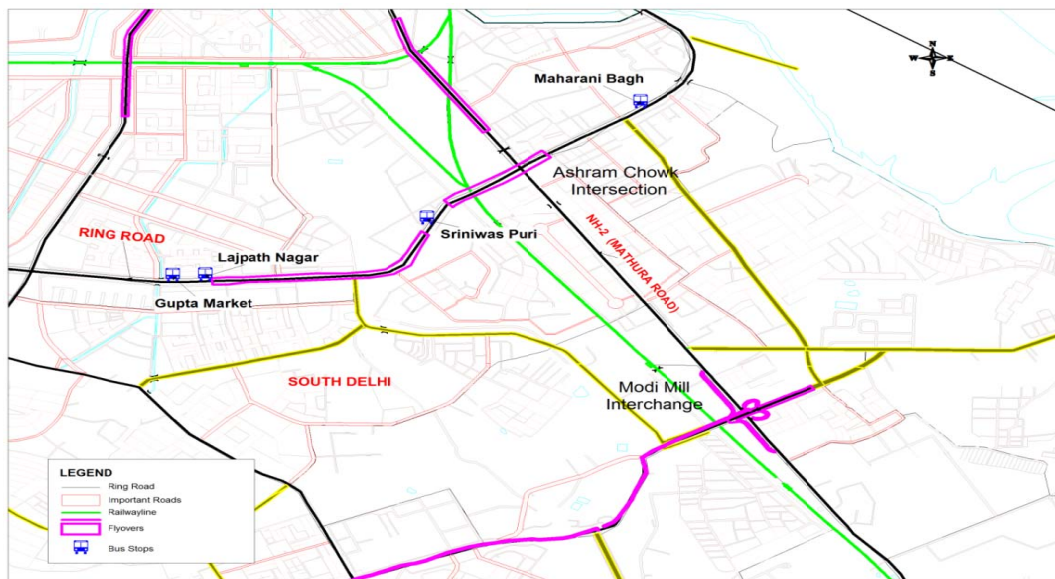 N
W E
S
Maharani Bagh
Ashram Chowk
Intersection
Sriniwas Puri
RING ROAD
Lajpath Nagar
NH-2 (MATHURA ROAD)
Gupta Market
SOUTH DELHI
Modi Mill
Interchange
LEGEND
Ring Road
Important Roads
Railwayline
Flyovers
Bus Stops